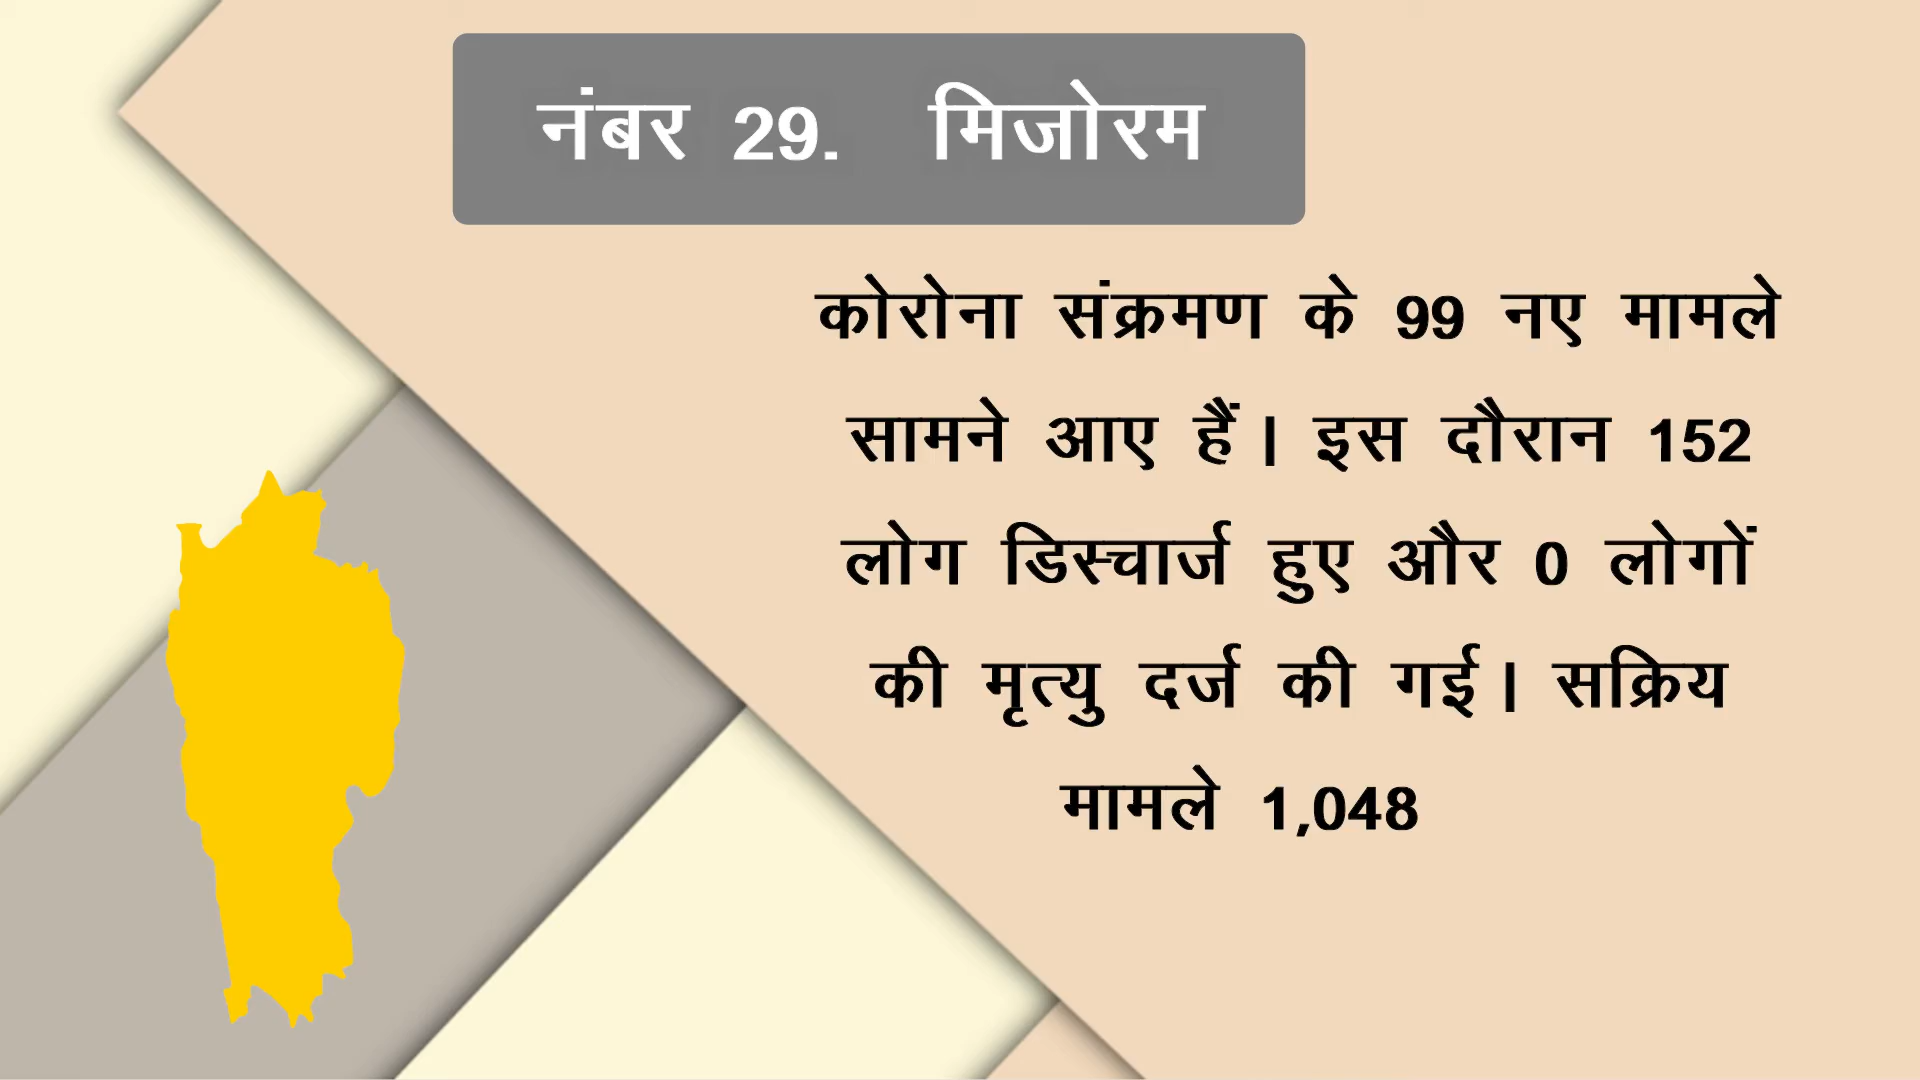 नंबर 29. मिजोरम
कोरोना संक्रमण के 99 नए मामले
सामने आए हैं। इस दौरान 152
लोग डिस्चार्ज हुए और 0 लोगों
की मृत्यु दर्ज की गई। सक्रिय
मामले 1,048